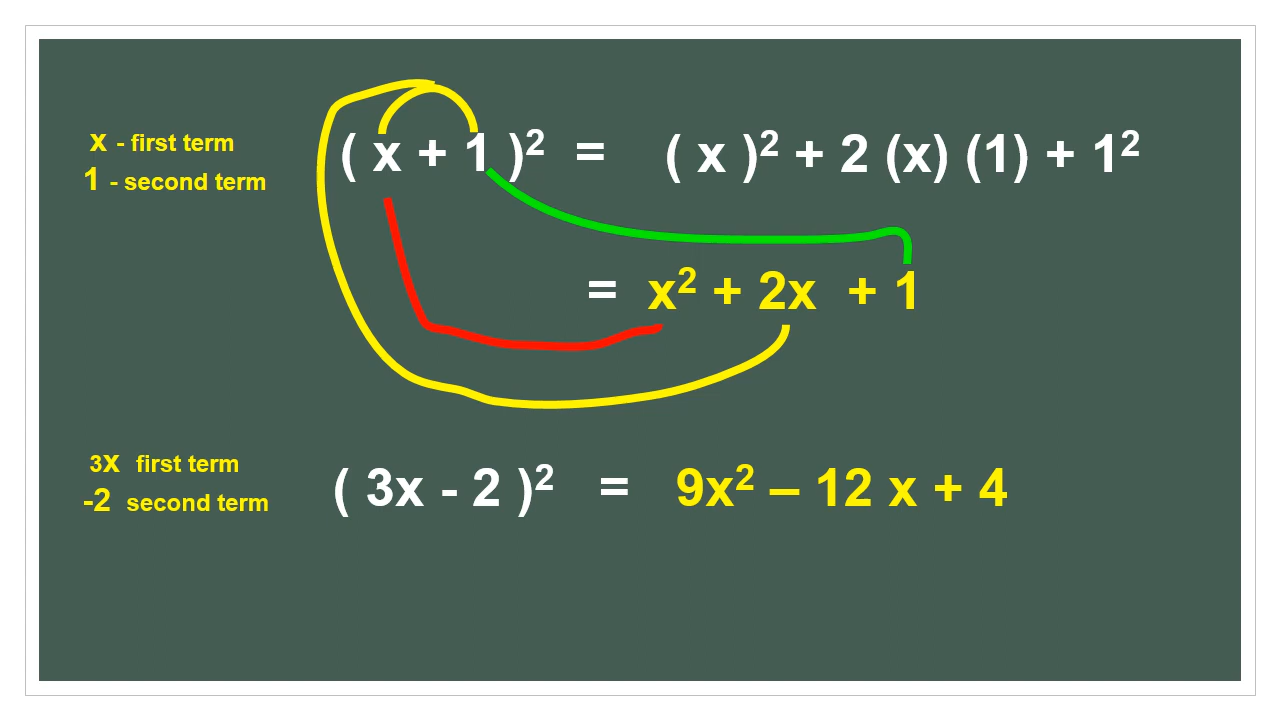 x - first term
1 - second term
( x + 1 )² = ( x )² + 2 (x) (1) + 1²
= x² + 2x + 1
3x first term
-2 second term
( 3x - 2 )² = 9x² – 12 x + 4